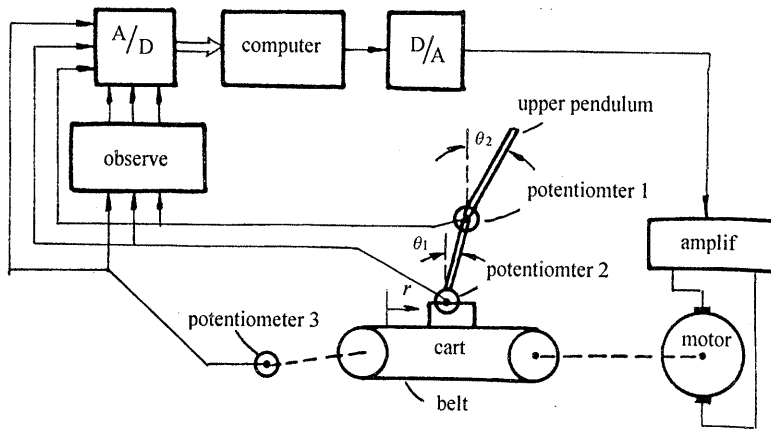 A/D
computer
D/A
upper pendulum
θ2
observe
potentiomter 1
θ1
amplif
potentiomter 2
r
potentiometer 3
cart
motor
belt